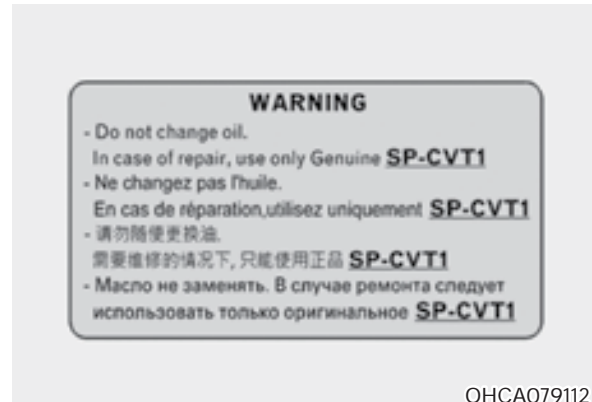 WARNING
- Do not change oil.
In case of repair, use only Genuine SP-CVT1
- Ne changez pas l'huile.
En cas de réparation,utilisez uniquement SP-CVT1
- 请勿随便更换油.
需要维修的情况下, 只能使用正品 SP-CVT1
- Масло не заменять. В случае ремонта следует
использовать только оригинальное SP-CVT1
OHCA079112